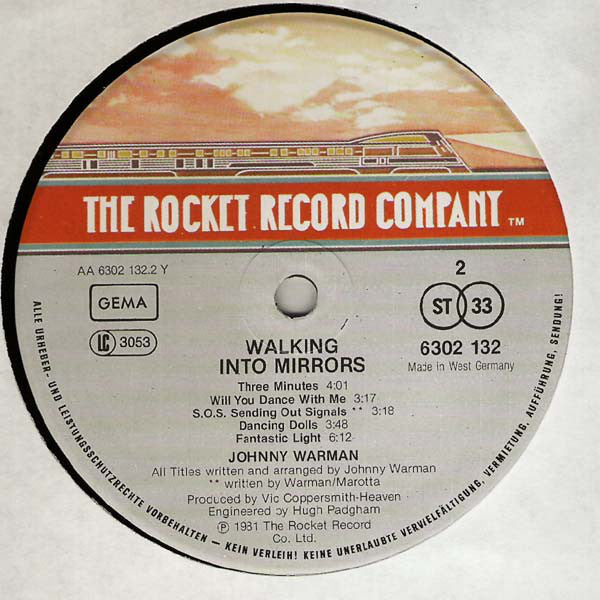 THE ROCKET RECORD COMPANY TM
AA 6302 132.2 Y
GEMA
LC 3053
2
ST 33
6302 132
Made in West Germany
WALKING
INTO MIRRORS
Three Minutes 4:01
Will You Dance With Me 3:17
S.O.S. Sending Out Signals ** 3:18
Dancing Dolls 3:48
Fantastic Light 6:12
JOHNNY WARMAN
All Titles written and arranged by Johnny Warman
** written by Warman/Marotta
Produced by Vic Coppersmith-Heaven
Engineered by Hugh Padgham
℗ 1981 The Rocket Record
Co. Ltd.
ALLE URHEBER- UND LEISTUNGSSCHUTZRECHTE VORBEHALTEN — KEIN VERLEIH! KEINE UNERLAUBTE VERVIELFÄLTIGUNG, VERMIETUNG, AUFFÜHRUNG, SENDUNG!